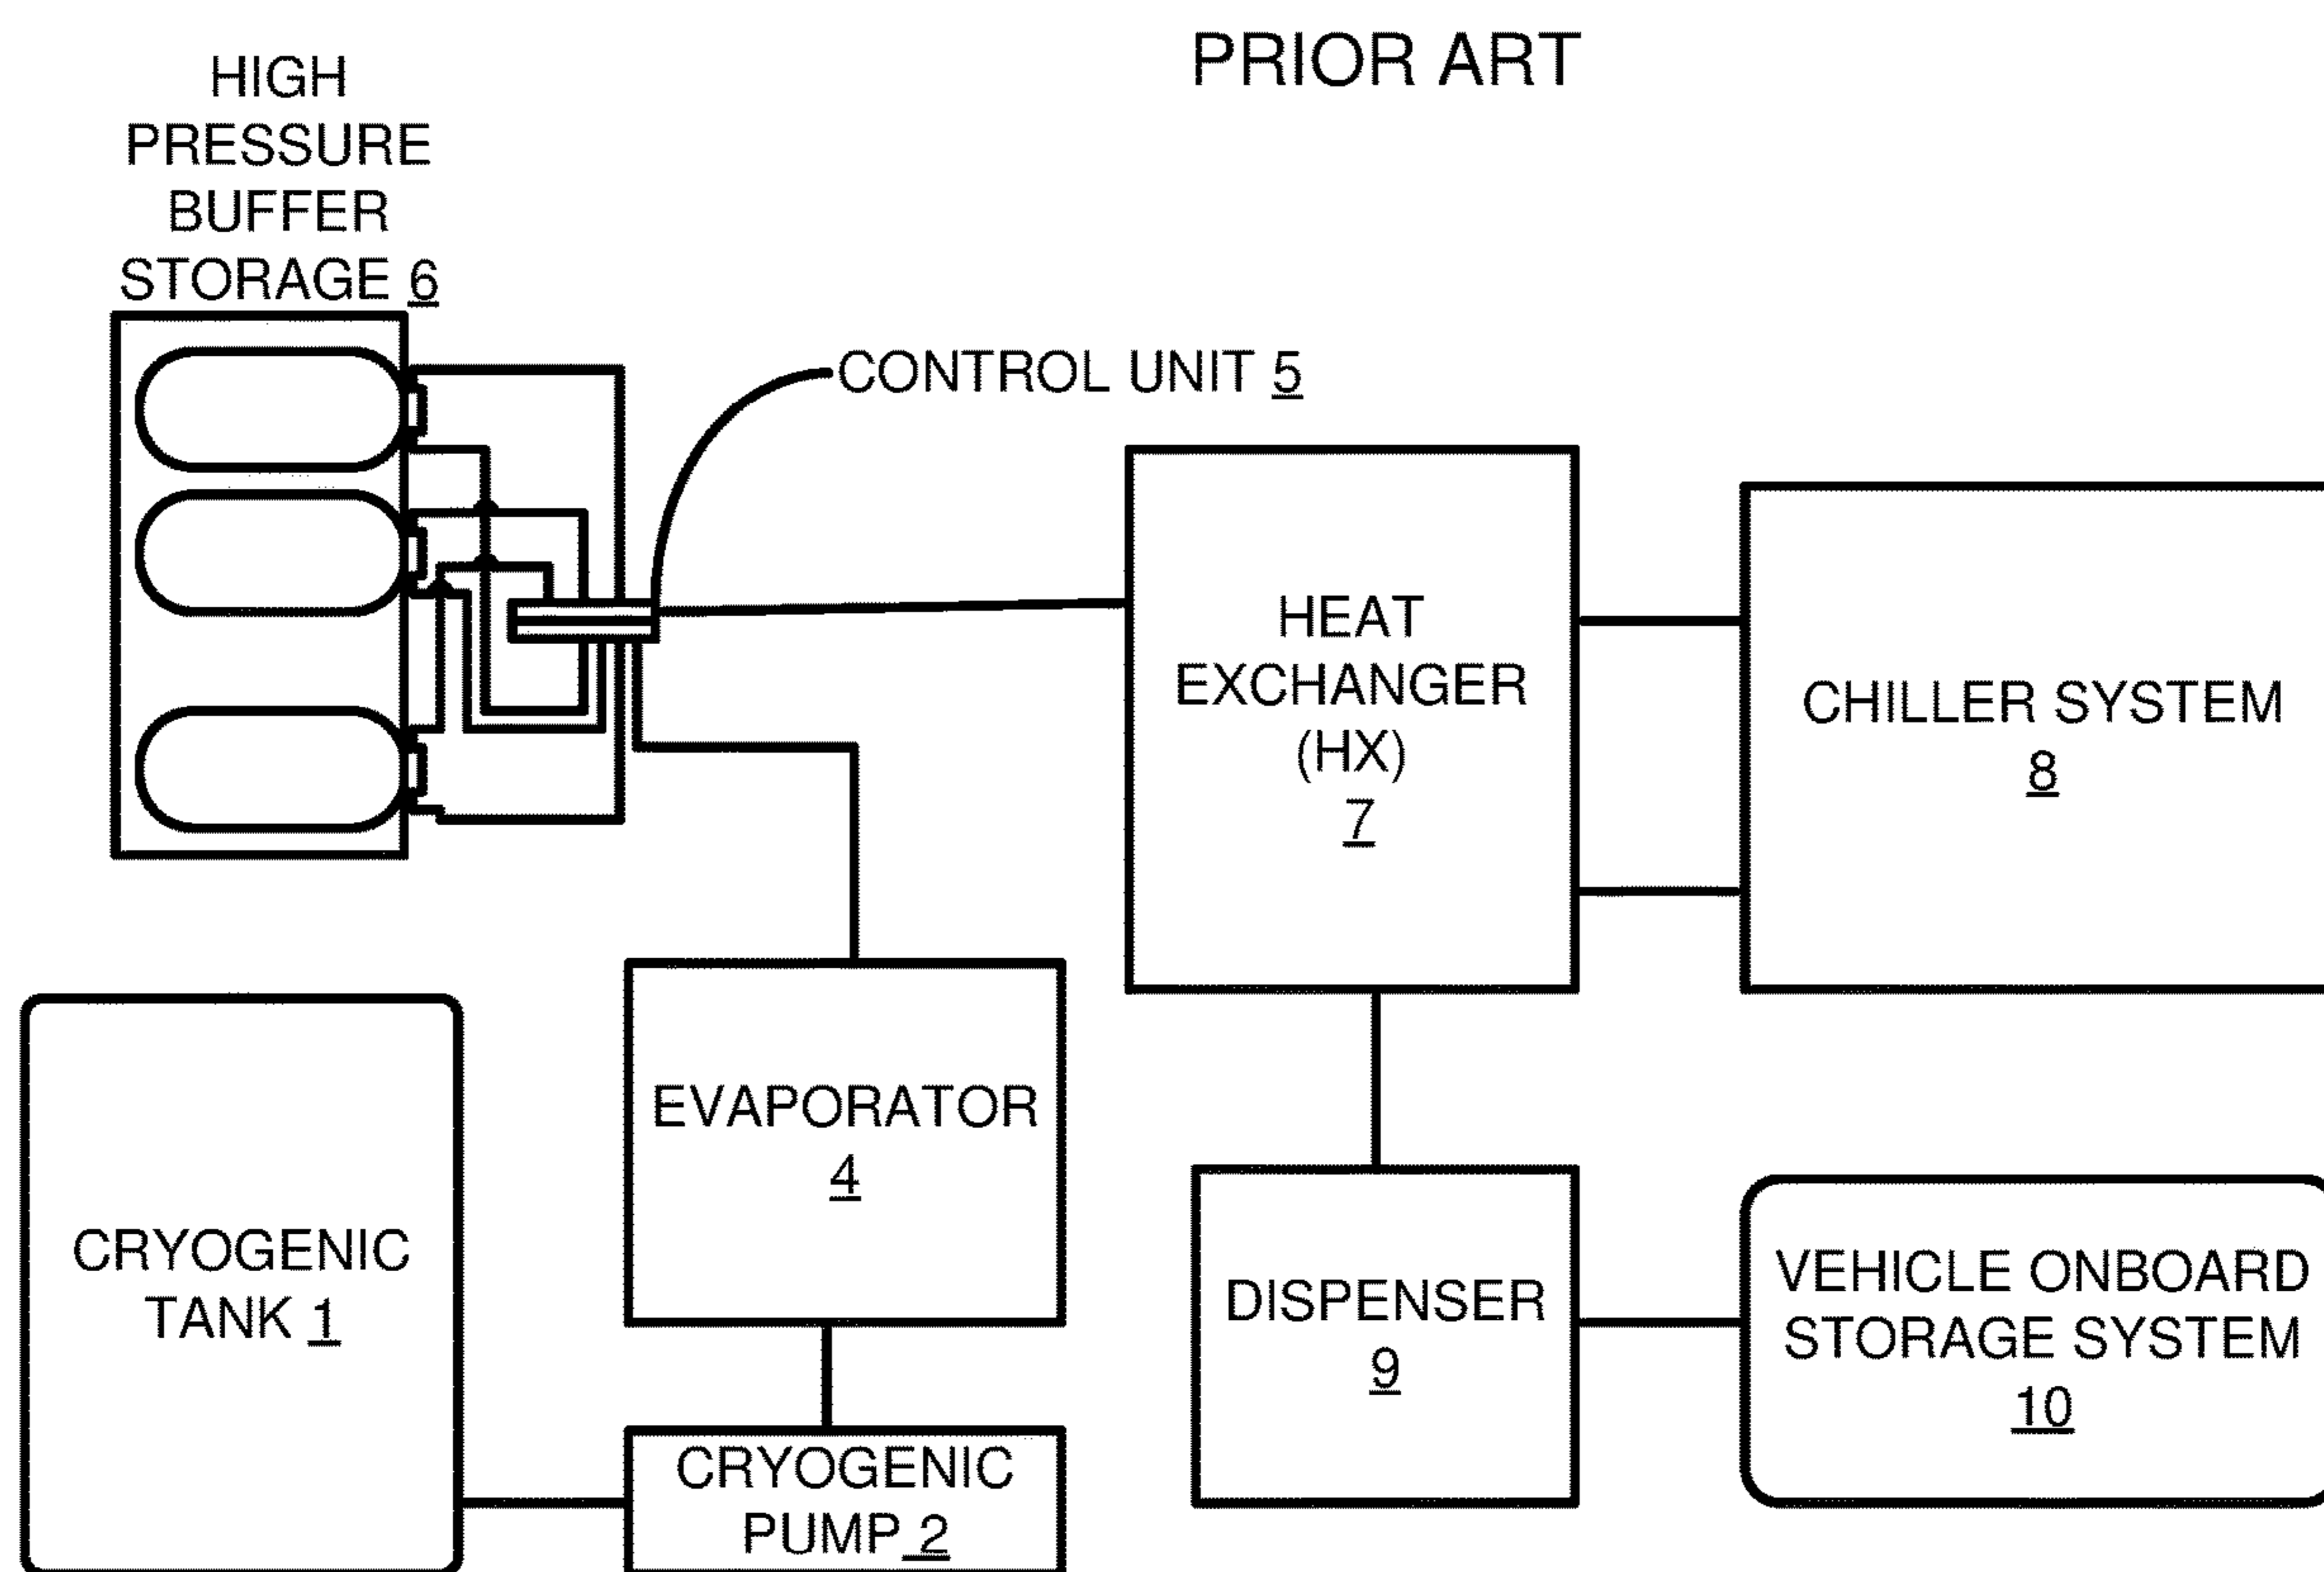 PRIOR ART
HIGH
PRESSURE
BUFFER
STORAGE 6
CONTROL UNIT 5
HEAT
EXCHANGER
(HX)
7
CHILLER SYSTEM
8
EVAPORATOR
4
CRYOGENIC
TANK 1
CRYOGENIC
PUMP 2
DISPENSER
9
VEHICLE ONBOARD
STORAGE SYSTEM
10